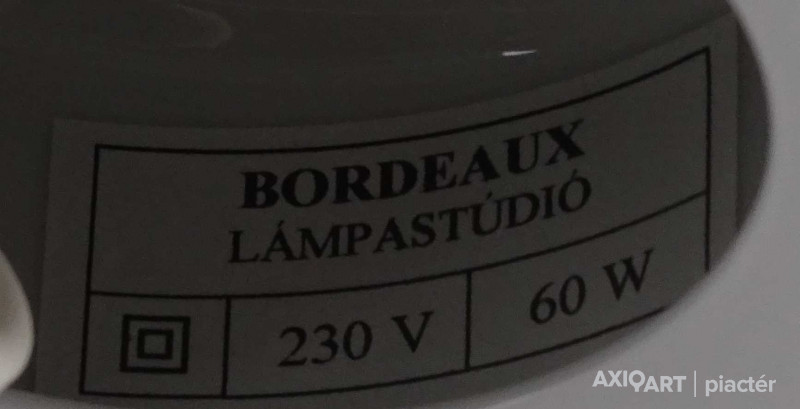 BORDEAUX
LÁMPASTÚDIÓ
230 V
60 W
AXIOART | piactér